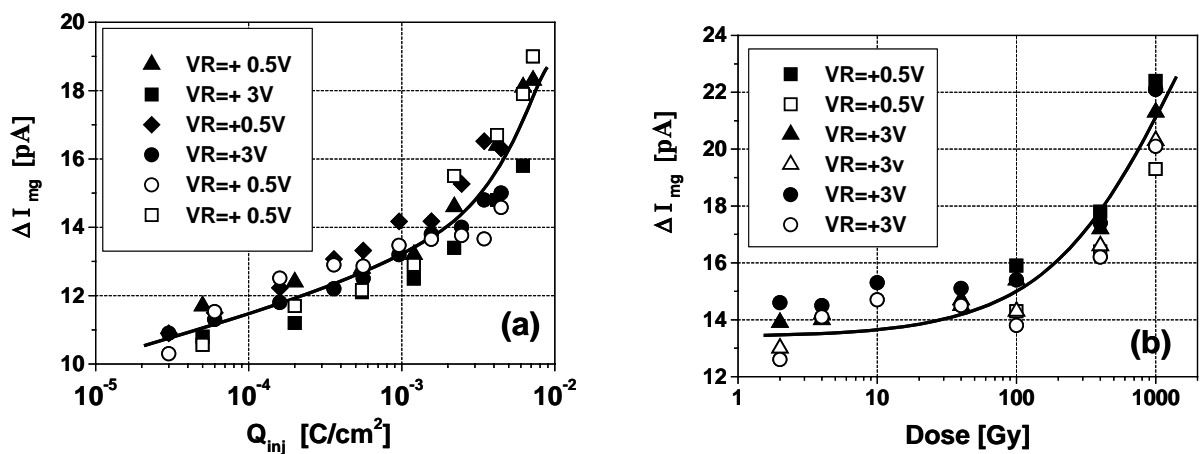 20
18
16
14
12
10
Δ I_mg [pA]
VR=+ 0.5V
VR=+ 3V
VR=+0.5V
VR=+3V
VR=+ 0.5V
VR=+ 0.5V
(a)
10^-5
10^-4
10^-3
10^-2
Q_inj [C/cm^2]
24
22
20
18
16
14
12
Δ I_mg [pA]
VR=+0.5V
VR=+0.5V
VR=+3V
VR=+3v
VR=+3V
VR=+3V
(b)
1
10
100
1000
Dose [Gy]